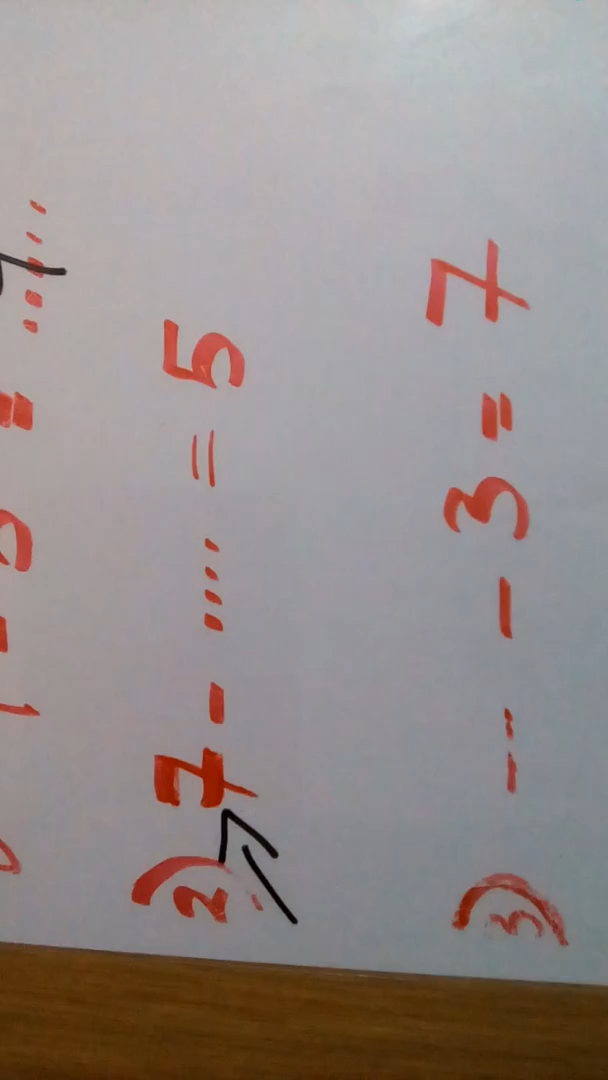 2) 7 - .... = 5
3) -- - 3 = 7